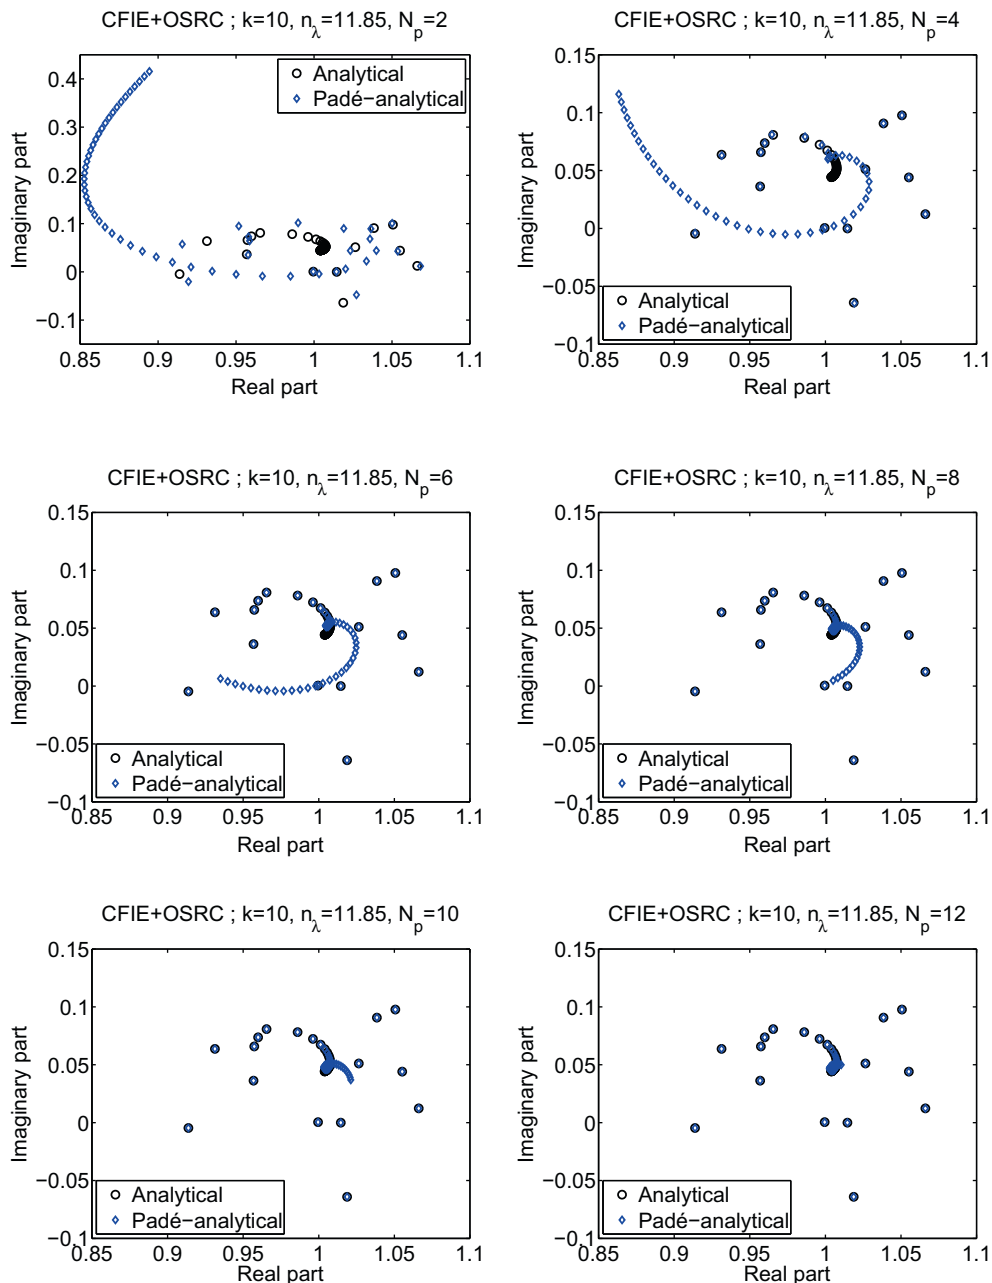 CFIE+OSRC ; k=10, nλ=11.85, Np=2
0.4
0.3
0.2
0.1
0
−0.1
0.85
0.9
0.95
1
1.05
Imaginary part
Real part
Analytical
Padé−analytical
CFIE+OSRC ; k=10, nλ=11.85, Np=4
0.15
0.1
0.05
0
−0.05
−0.1
0.85
0.9
0.95
1
1.05
1.1
Imaginary part
Real part
Analytical
Padé−analytical
CFIE+OSRC ; k=10, nλ=11.85, Np=6
0.15
0.1
0.05
0
−0.05
−0.1
0.85
0.9
0.95
1
1.05
1.1
Imaginary part
Real part
Analytical
Padé−analytical
CFIE+OSRC ; k=10, nλ=11.85, Np=8
0.15
0.1
0.05
0
−0.05
−0.1
0.85
0.9
0.95
1
1.05
1.1
Imaginary part
Real part
Analytical
Padé−analytical
CFIE+OSRC ; k=10, nλ=11.85, Np=10
0.15
0.1
0.05
0
−0.05
−0.1
0.85
0.9
0.95
1
1.05
1.1
Imaginary part
Real part
Analytical
Padé−analytical
CFIE+OSRC ; k=10, nλ=11.85, Np=12
0.15
0.1
0.05
0
−0.05
−0.1
0.85
0.9
0.95
1
1.05
1.1
Imaginary part
Real part
Analytical
Padé−analytical